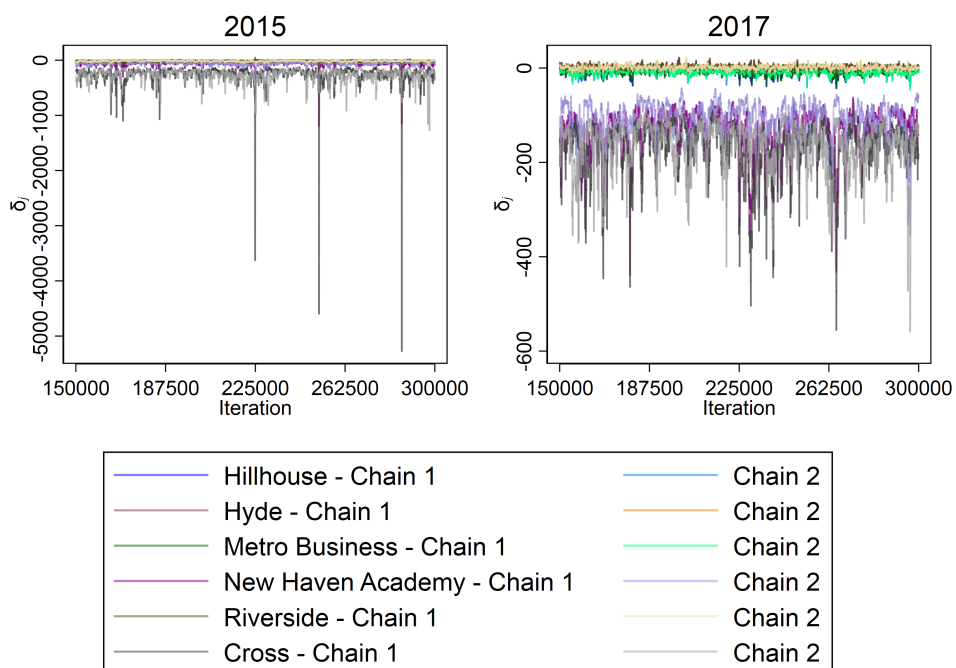 2015
2017
δj
0
-1000
-2000
-3000
-4000
-5000
150000 187500 225000 262500 300000
Iteration
δj
0
-200
-400
-600
150000 187500 225000 262500 300000
Iteration
Hillhouse - Chain 1 Chain 2
Hyde - Chain 1 Chain 2
Metro Business - Chain 1 Chain 2
New Haven Academy - Chain 1 Chain 2
Riverside - Chain 1 Chain 2
Cross - Chain 1 Chain 2